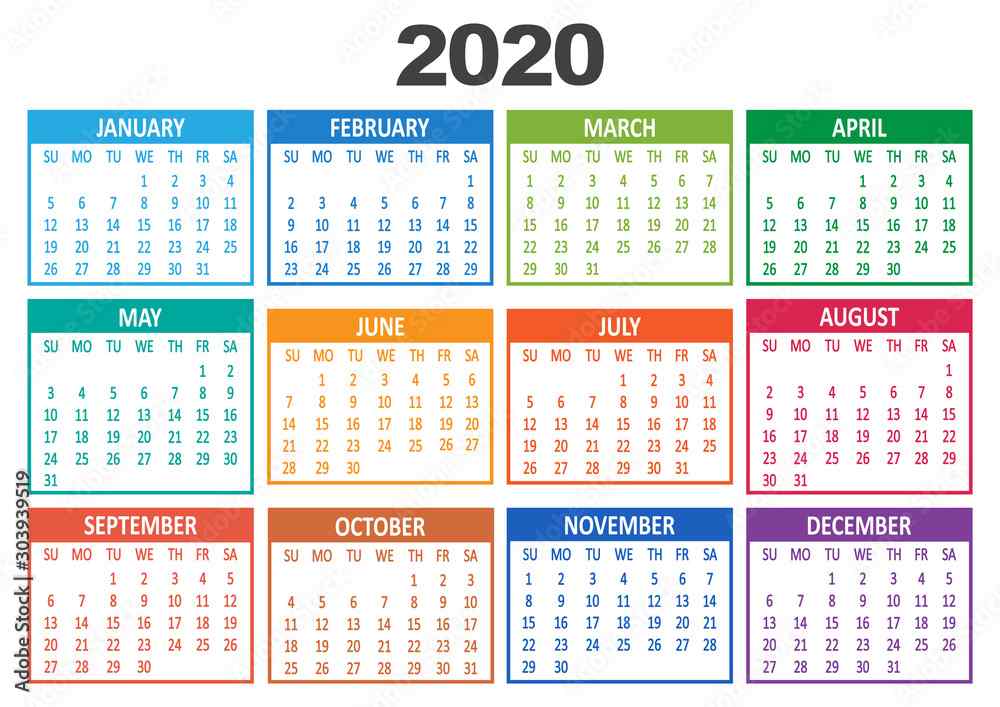 2020
JANUARY FEBRUARY MARCH APRIL
SU MO TU WE TH FR SA SU MO TU WE TH FR SA SU MO TU WE TH FR SA SU MO TU WE TH FR SA
1 2 3 4 1 1 2 3 4 5 6 7 1 2 3 4
5 6 7 8 9 10 11 2 3 4 5 6 7 8 8 9 10 11 12 13 14 5 6 7 8 9 10 11
12 13 14 15 16 17 18 9 10 11 12 13 14 15 15 16 17 18 19 20 21 12 13 14 15 16 17 18
19 20 21 22 23 24 25 16 17 18 19 20 21 22 22 23 24 25 26 27 28 19 20 21 22 23 24 25
26 27 28 29 30 31 23 24 25 26 27 28 29 29 30 31 26 27 28 29 30
MAY JUNE JULY AUGUST
SU MO TU WE TH FR SA SU MO TU WE TH FR SA SU MO TU WE TH FR SA SU MO TU WE TH FR SA
1 2 1 2 3 4 5 6 1 2 3 4 1
3 4 5 6 7 8 9 7 8 9 10 11 12 13 5 6 7 8 9 10 11 2 3 4 5 6 7 8
10 11 12 13 14 15 16 14 15 16 17 18 19 20 12 13 14 15 16 17 18 9 10 11 12 13 14 15
17 18 19 20 21 22 23 21 22 23 24 25 26 27 19 20 21 22 23 24 25 16 17 18 19 20 21 22
24 25 26 27 28 29 30 28 29 30 26 27 28 29 30 31 23 24 25 26 27 28 29
31 30 31
SEPTEMBER OCTOBER NOVEMBER DECEMBER
SU MO TU WE TH FR SA SU MO TU WE TH FR SA SU MO TU WE TH FR SA SU MO TU WE TH FR SA
1 2 3 4 5 1 2 3 1 2 3 4 5 6 7 1 2 3 4 5
6 7 8 9 10 11 12 4 5 6 7 8 9 10 8 9 10 11 12 13 14 6 7 8 9 10 11 12
13 14 15 16 17 18 19 11 12 13 14 15 16 17 15 16 17 18 19 20 21 13 14 15 16 17 18 19
20 21 22 23 24 25 26 18 19 20 21 22 23 24 22 23 24 25 26 27 28 20 21 22 23 24 25 26
27 28 29 30 25 26 27 28 29 30 31 29 30 27 28 29 30 31
Adobe Stock | #303939519